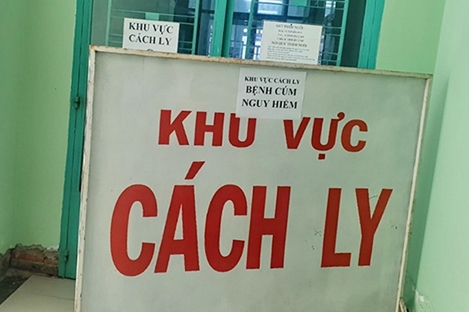 KHU VỰC
CÁCH LY
KHU VỰC CÁCH LY
BỆNH CÚM
NGUY HIỂM
KHU VỰC
CÁCH LY